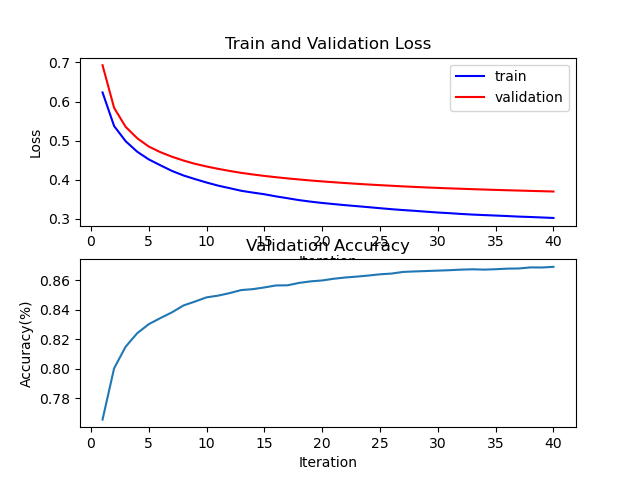 Train and Validation Loss
Loss
0.7
0.6
0.5
0.4
0.3
train
validation
0 5 10 15 20 25 30 35 40
Iteration
Validation Accuracy
Accuracy(%)
0.86
0.84
0.82
0.80
0.78
0 5 10 15 20 25 30 35 40
Iteration